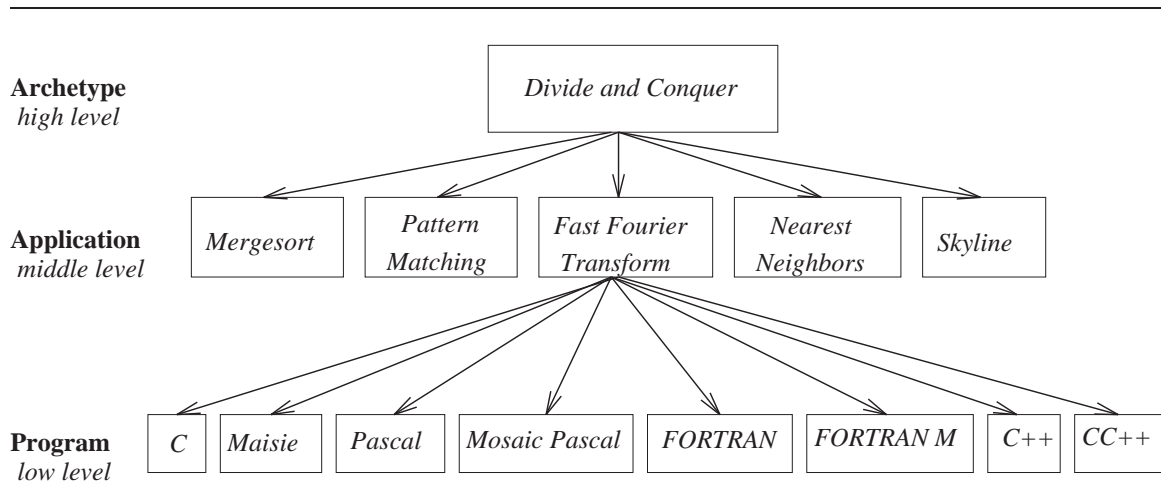 Archetype
high level
Divide and Conquer
Application
middle level
Mergesort
Pattern
Matching
Fast Fourier
Transform
Nearest
Neighbors
Skyline
Program
low level
C
Maisie
Pascal
Mosaic Pascal
FORTRAN
FORTRAN M
C++
CC++